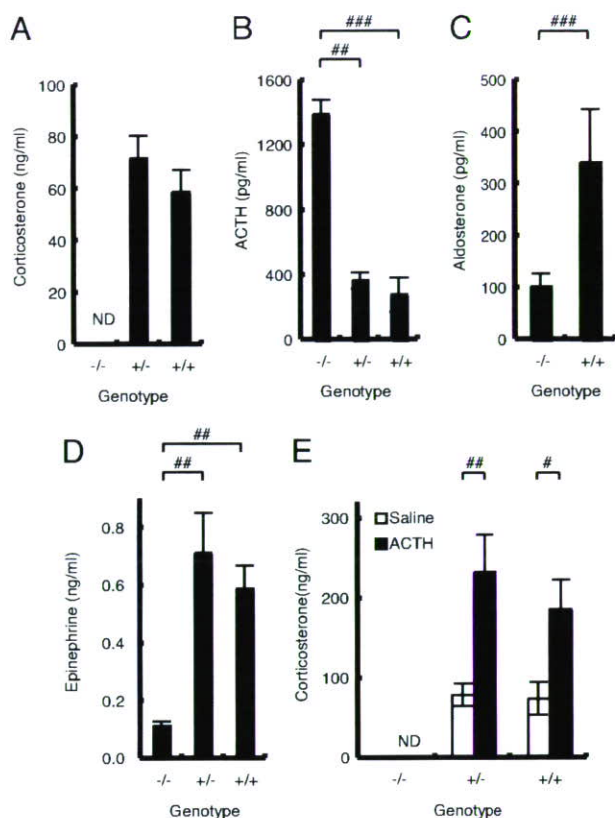 A
Corticosterone (ng/ml)
100
80
60
40
20
0
ND
-/-
+/-
+/+
Genotype
B
###
##
ACTH (pg/ml)
1600
1200
800
400
0
-/-
+/-
+/+
Genotype
C
###
Aldosterone (pg/ml)
500
400
300
200
100
0
-/-
+/+
Genotype
D
##
##
Epinephrine (ng/ml)
0.8
0.6
0.4
0.2
0.0
-/-
+/-
+/+
Genotype
E
##
#
Saline
ACTH
Corticosterone(ng/ml)
300
200
100
0
ND
-/-
+/-
+/+
Genotype